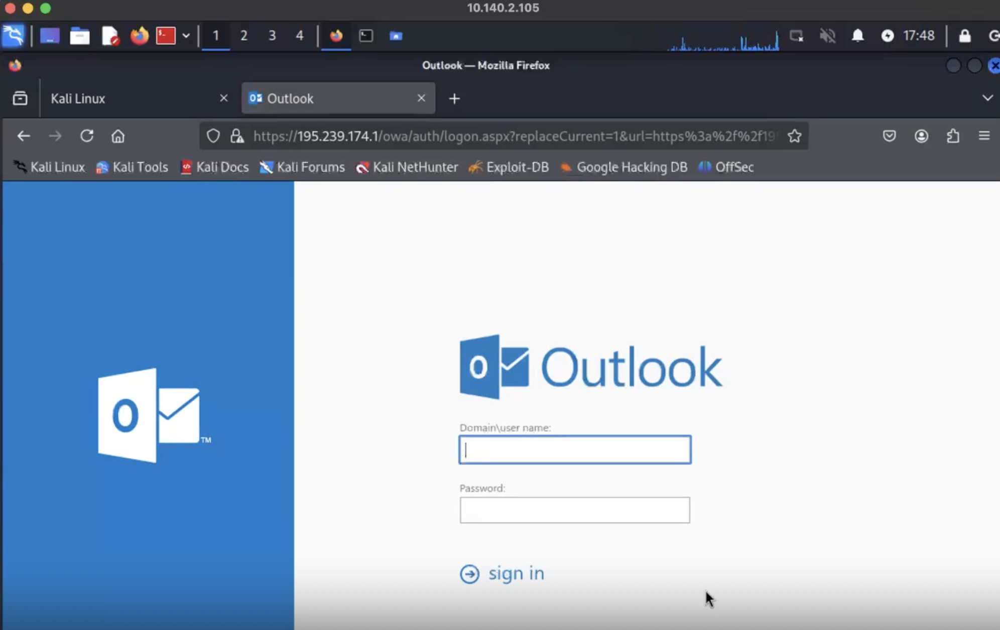 10.140.2.105
1 2 3 4 17:48
Outlook — Mozilla Firefox
Kali Linux Outlook
https://195.239.174.1/owa/auth/logon.aspx?replaceCurrent=1&url=https%3a%2f%2f19
Kali Linux Kali Tools Kali Docs Kali Forums Kali NetHunter Exploit-DB Google Hacking DB OffSec
Outlook
Domain\user name:
Password:
TM
sign in